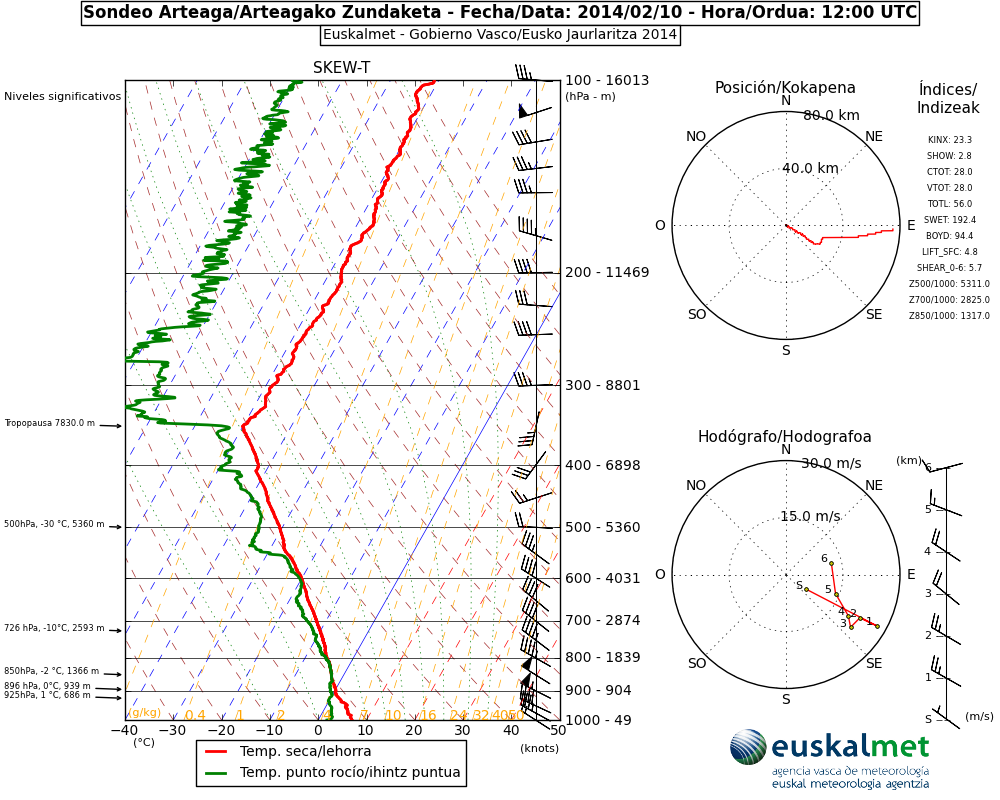 Sondeo Arteaga/Arteagako Zundaketa - Fecha/Data: 2014/02/10 - Hora/Ordua: 12:00 UTC
Euskalmet - Gobierno Vasco/Eusko Jaurlaritza 2014
SKEW-T
Niveles significativos
100 - 16013
(hPa - m)
200 - 11469
300 - 8801
400 - 6898
500 - 5360
600 - 4031
700 - 2874
800 - 1839
900 - 904
1000 - 49
Tropopausa 7830.0 m
500hPa, -30 °C, 5360 m
726 hPa, -10°C, 2593 m
850hPa, -2 °C, 1366 m
896 hPa, 0°C, 939 m
925hPa, 1 °C, 686 m
(g/kg) 0.4 1 2 4 7 10 16 24 32 40 50
−40 −30 −20 −10 0 10 20 30 40 50
(°C)
(knots)
Temp. seca/lehorra
Temp. punto rocío/ihintz puntua
Posición/Kokapena
N
80.0 km
NO
NE
40.0 km
O
E
SO
SE
S
Índices/
Indizeak
KINX: 23.3
SHOW: 2.8
CTOT: 28.0
VTOT: 28.0
TOTL: 56.0
SWET: 192.4
BOYD: 94.4
LIFT_SFC: 4.8
SHEAR_0-6: 5.7
Z500/1000: 5311.0
Z700/1000: 2825.0
Z850/1000: 1317.0
Hodógrafo/Hodografoa
N
30.0 m/s
NO
NE
15.0 m/s
O
E
SO
SE
S
S
1
2
3
4
5
6
(km)
6
5
4
3
2
1
S
(m/s)
euskalmet
agencia vasca de meteorología
euskal meteorologia agentzia